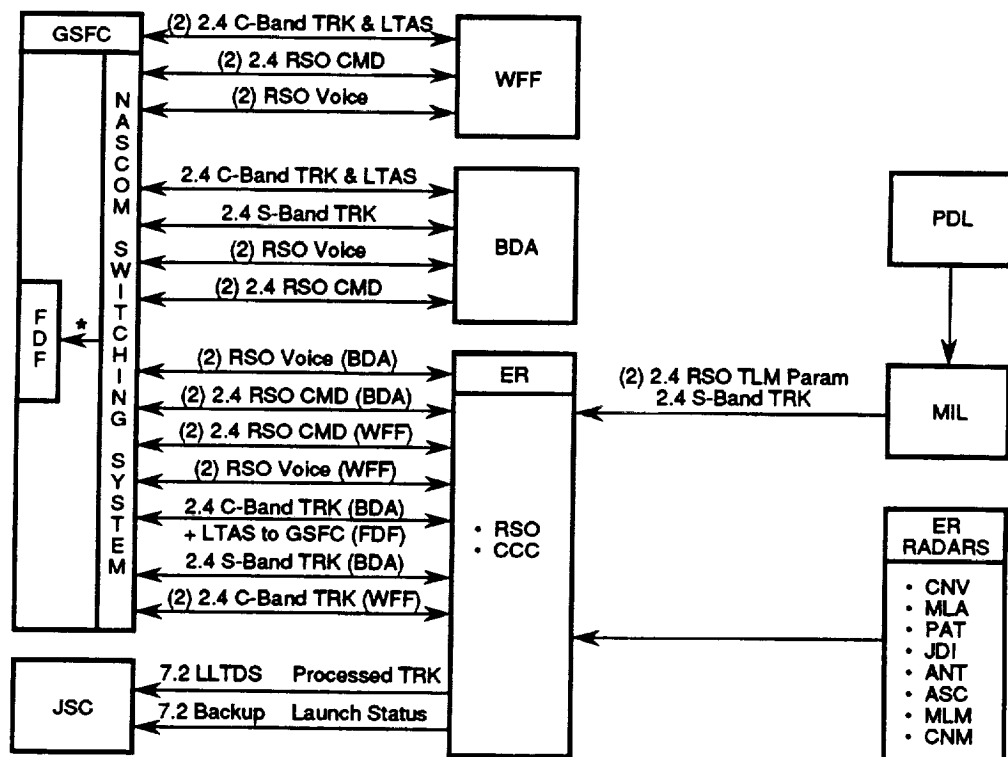 GSFC
NASCOM SWITCHING SYSTEM
FDF
*
(2) 2.4 C-Band TRK & LTAS
(2) 2.4 RSO CMD
(2) RSO Voice
WFF
2.4 C-Band TRK & LTAS
2.4 S-Band TRK
(2) RSO Voice
(2) 2.4 RSO CMD
BDA
(2) RSO Voice (BDA)
(2) 2.4 RSO CMD (BDA)
(2) 2.4 RSO CMD (WFF)
(2) RSO Voice (WFF)
2.4 C-Band TRK (BDA)
+ LTAS to GSFC (FDF)
2.4 S-Band TRK (BDA)
(2) 2.4 C-Band TRK (WFF)
ER
• RSO
• CCC
7.2 LLTDS Processed TRK
7.2 Backup Launch Status
JSC
PDL
(2) 2.4 RSO TLM Param
2.4 S-Band TRK
MIL
ER
RADARS
• CNV
• MLA
• PAT
• JDI
• ANT
• ASC
• MLM
• CNM